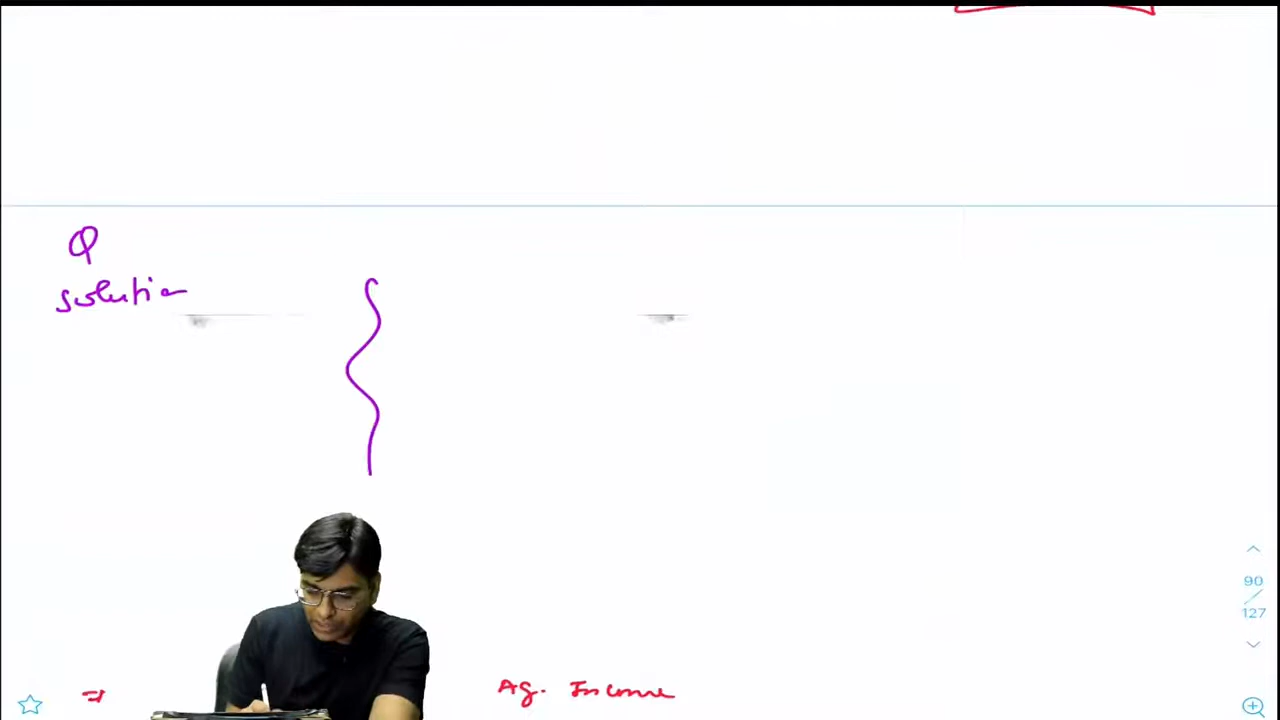 Q
solution
90
127
⇒ Ag. Income